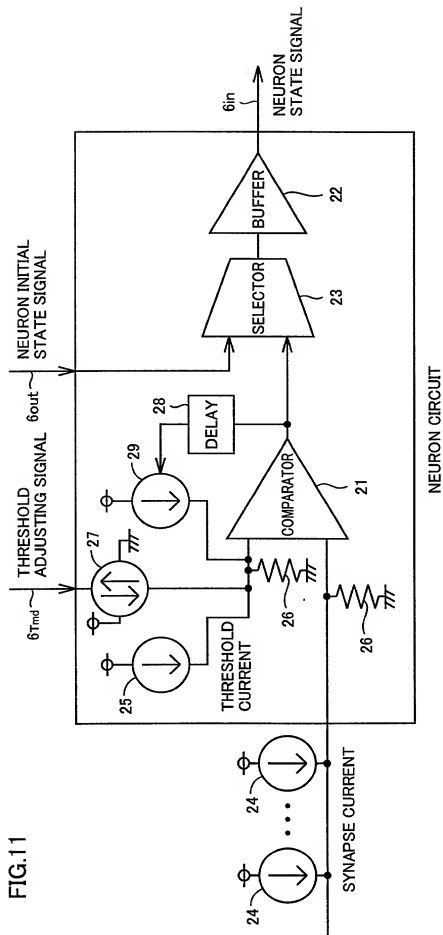 FIG.11
THRESHOLD
ADJUSTING SIGNAL
NEURON INITIAL
STATE SIGNAL
6Tmd
6out
27
29
28
25
DELAY
THRESHOLD
CURRENT
26
COMPARATOR
21
SELECTOR
23
BUFFER
22
6in
NEURON
STATE SIGNAL
24
24
SYNAPSE CURRENT
26
NEURON CIRCUIT